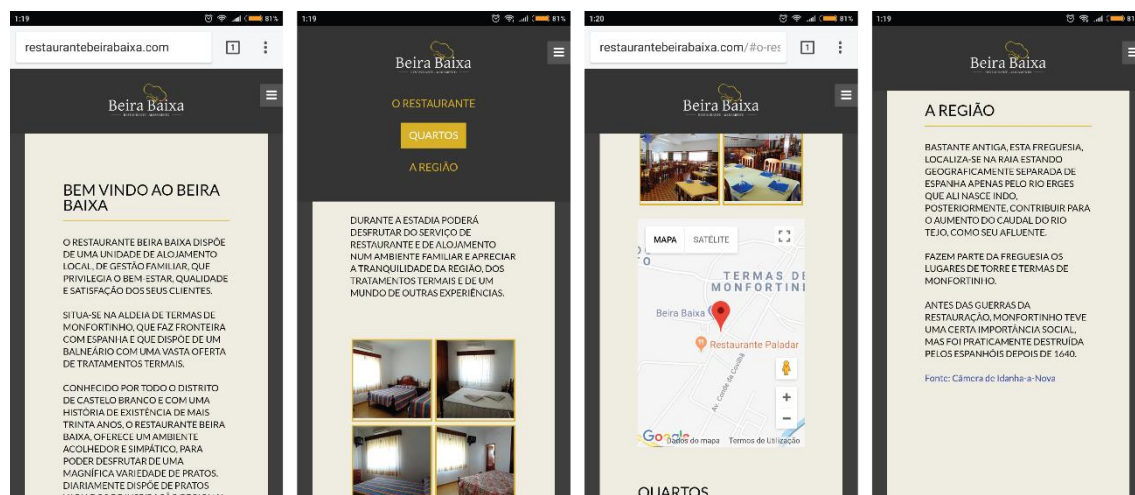 1:19
81%
restaurantebeirabaixa.com
1
Beira Baixa
BEM VINDO AO BEIRA
BAIXA
O RESTAURANTE BEIRA BAIXA DISPÕE
DE UMA UNIDADE DE ALOJAMENTO
LOCAL, DE GESTÃO FAMILIAR, QUE
PRIVILEGIA O BEM-ESTAR, QUALIDADE
E SATISFAÇÃO DOS SEUS CLIENTES.
SITUA-SE NA ALDEIA DE TERMAS DE
MONFORTINHO, QUE FAZ FRONTEIRA
COM ESPANHA E QUE DISPÕE DE UM
BALNEÁRIO COM UMA VASTA OFERTA
DE TRATAMENTOS TERMAIS.
CONHECIDO POR TODO O DISTRITO
DE CASTELO BRANCO E COM UMA
HISTÓRIA DE EXISTÊNCIA DE MAIS
TRINTA ANOS, O RESTAURANTE BEIRA
BAIXA, OFERECE UM AMBIENTE
ACOLHEDOR E SIMPÁTICO, PARA
PODER DESFRUTAR DE UMA
MAGNÍFICA VARIEDADE DE PRATOS.
DIARIAMENTE DISPÕE DE PRATOS
1:19
81%
Beira Baixa
O RESTAURANTE
QUARTOS
A REGIÃO
DURANTE A ESTADIA PODERÁ
DESFRUTAR DO SERVIÇO DE
RESTAURANTE E DE ALOJAMENTO
NUM AMBIENTE FAMILIAR E APRECIAR
A TRANQUILIDADE DA REGIÃO, DOS
TRATAMENTOS TERMAIS E DE UM
MUNDO DE OUTRAS EXPERIÊNCIAS.
1:20
81%
restaurantebeirabaixa.com/#o-res
1
Beira Baixa
MAPA SATÉLITE
TERMAS DE
MONFORTINI
Beira Baixa
Restaurante Paladar
Av. Conde da Covilhã
Google
Dados do mapa Termos de Utilização
QUARTOS
1:19
81
Beira Baixa
A REGIÃO
BASTANTE ANTIGA, ESTA FREGUESIA,
LOCALIZA-SE NA RAIA ESTANDO
GEOGRAFICAMENTE SEPARADA DE
ESPANHA APENAS PELO RIO ERGES
QUE ALI NASCE INDO,
POSTERIORMENTE, CONTRIBUIR PARA
O AUMENTO DO CAUDAL DO RIO
TEJO, COMO SEU AFLUENTE.
FAZEM PARTE DA FREGUESIA OS
LUGARES DE TORRE E TERMAS DE
MONFORTINHO.
ANTES DAS GUERRAS DA
RESTAURAÇÃO, MONFORTINHO TEVE
UMA CERTA IMPORTÂNCIA SOCIAL,
MAS FOI PRATICAMENTE DESTRUÍDA
PELOS ESPANHÓIS DEPOIS DE 1640.
Fonte: Câmera de Idanha-a-Nova